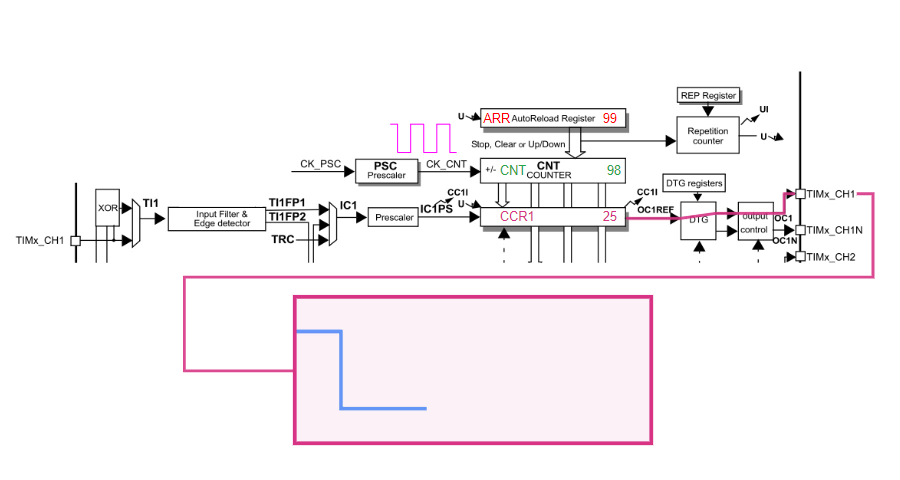 REP Register
UI
U
ARR AutoReload Register 99
Repetition
counter
U
Stop, Clear or Up/Down
CK_PSC
PSC
Prescaler
CK_CNT
+/- CNT CNT 98
COUNTER
DTG registers
XOR
TI1
TI1FP1
TI1FP2
TRC
Input Filter &
Edge detector
IC1
Prescaler
IC1PS
CC1I
U
CCR1 25
CC1I
OC1REF
DTG
output
control
OC1
OC1N
TIMx_CH1
TIMx_CH1
TIMx_CH1N
TIMx_CH2